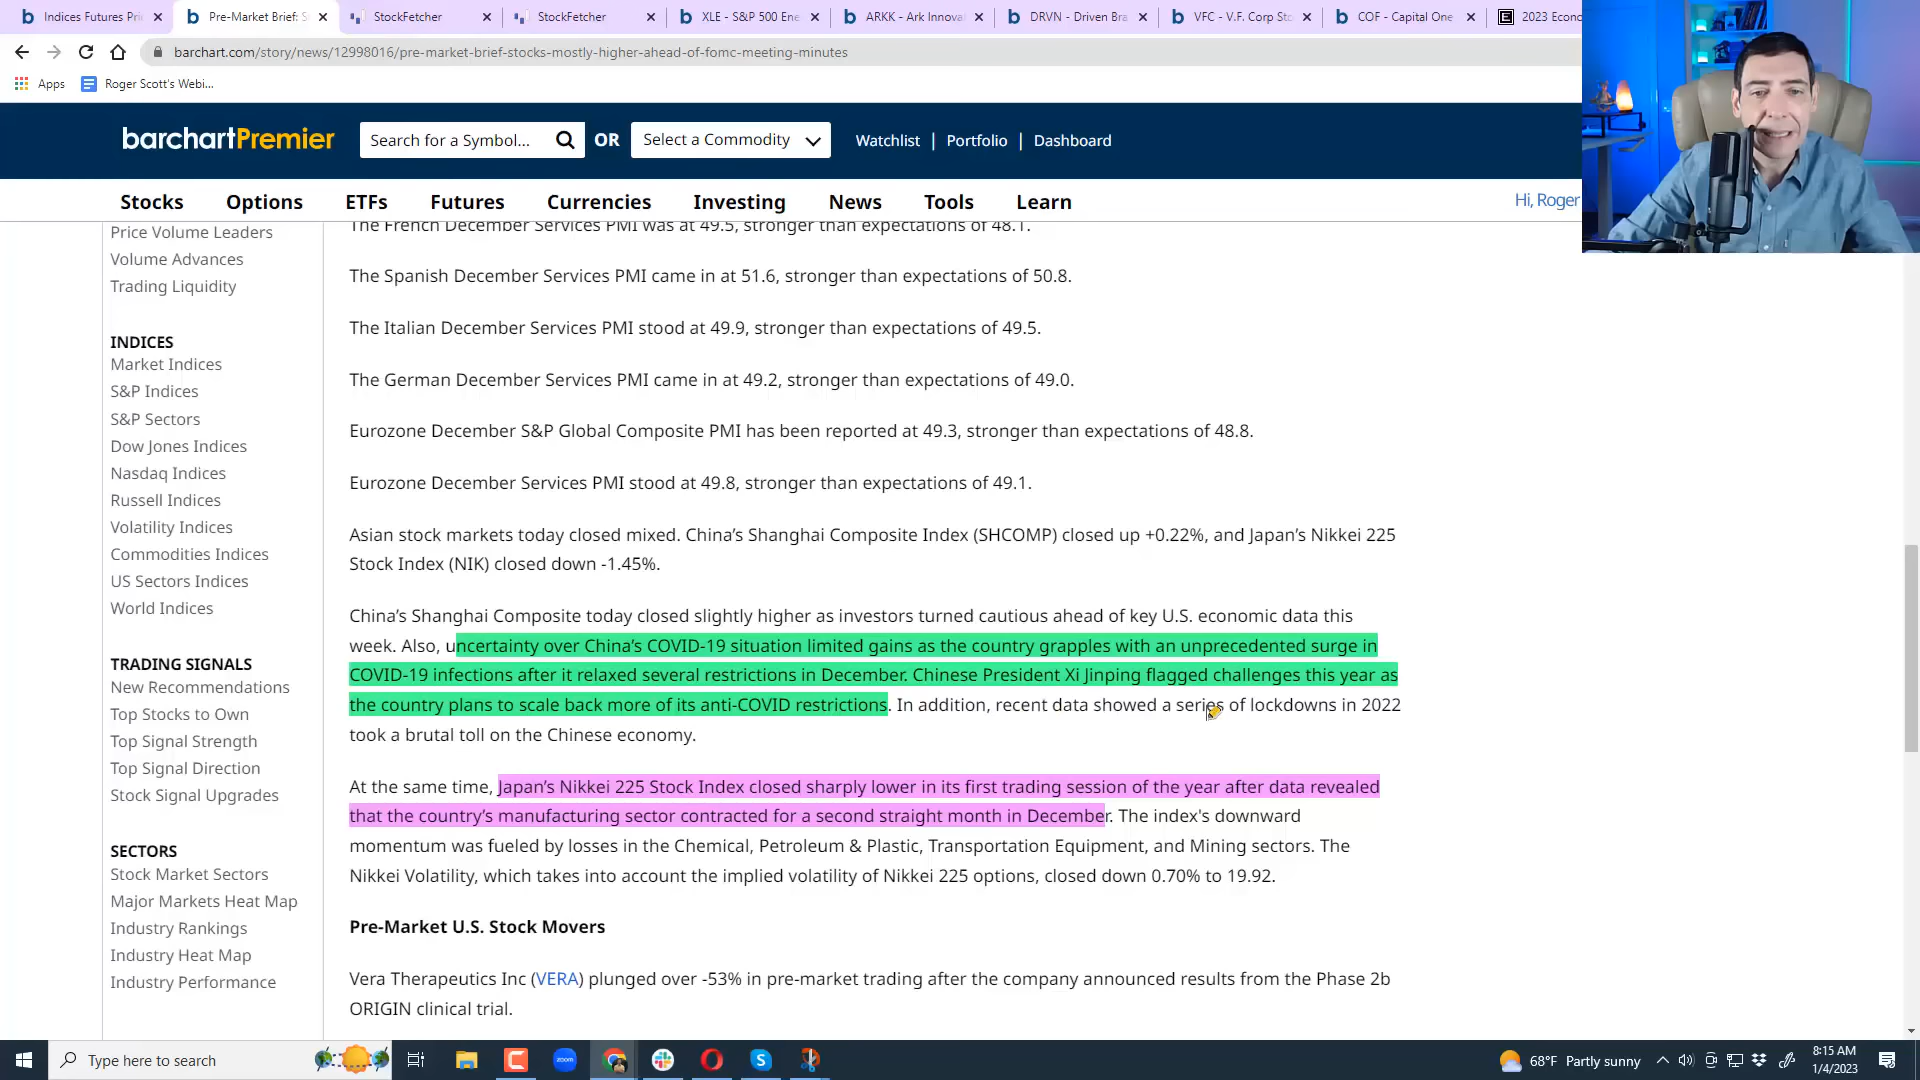 Indices Futures Pri
Pre-Market Brief: S
StockFetcher
StockFetcher
XLE - S&P 500 Ene
ARKK - Ark Innova
DRVN - Driven Bra
VFC - V.F. Corp Sto
COF - Capital One
2023 Econo
barchart.com/story/news/12998016/pre-market-brief-stocks-mostly-higher-ahead-of-fomc-meeting-minutes
Apps
Roger Scott's Webi...
barchartPremier
Search for a Symbol...
OR
Select a Commodity
Watchlist | Portfolio | Dashboard
Stocks Options ETFs Futures Currencies Investing News Tools Learn
Hi, Roger
Price Volume Leaders
Volume Advances
Trading Liquidity
INDICES
Market Indices
S&P Indices
S&P Sectors
Dow Jones Indices
Nasdaq Indices
Russell Indices
Volatility Indices
Commodities Indices
US Sectors Indices
World Indices
TRADING SIGNALS
New Recommendations
Top Stocks to Own
Top Signal Strength
Top Signal Direction
Stock Signal Upgrades
SECTORS
Stock Market Sectors
Major Markets Heat Map
Industry Rankings
Industry Heat Map
Industry Performance
The French December Services PMI was at 49.5, stronger than expectations of 48.1.
The Spanish December Services PMI came in at 51.6, stronger than expectations of 50.8.
The Italian December Services PMI stood at 49.9, stronger than expectations of 49.5.
The German December Services PMI came in at 49.2, stronger than expectations of 49.0.
Eurozone December S&P Global Composite PMI has been reported at 49.3, stronger than expectations of 48.8.
Eurozone December Services PMI stood at 49.8, stronger than expectations of 49.1.
Asian stock markets today closed mixed. China’s Shanghai Composite Index (SHCOMP) closed up +0.22%, and Japan’s Nikkei 225
Stock Index (NIK) closed down -1.45%.
China’s Shanghai Composite today closed slightly higher as investors turned cautious ahead of key U.S. economic data this
week. Also, uncertainty over China’s COVID-19 situation limited gains as the country grapples with an unprecedented surge in
COVID-19 infections after it relaxed several restrictions in December. Chinese President Xi Jinping flagged challenges this year as
the country plans to scale back more of its anti-COVID restrictions. In addition, recent data showed a series of lockdowns in 2022
took a brutal toll on the Chinese economy.
At the same time, Japan’s Nikkei 225 Stock Index closed sharply lower in its first trading session of the year after data revealed
that the country’s manufacturing sector contracted for a second straight month in December. The index's downward
momentum was fueled by losses in the Chemical, Petroleum & Plastic, Transportation Equipment, and Mining sectors. The
Nikkei Volatility, which takes into account the implied volatility of Nikkei 225 options, closed down 0.70% to 19.92.
Pre-Market U.S. Stock Movers
Vera Therapeutics Inc (VERA) plunged over -53% in pre-market trading after the company announced results from the Phase 2b
ORIGIN clinical trial.
Type here to search
zoom
68°F Partly sunny
8:15 AM
1/4/2023